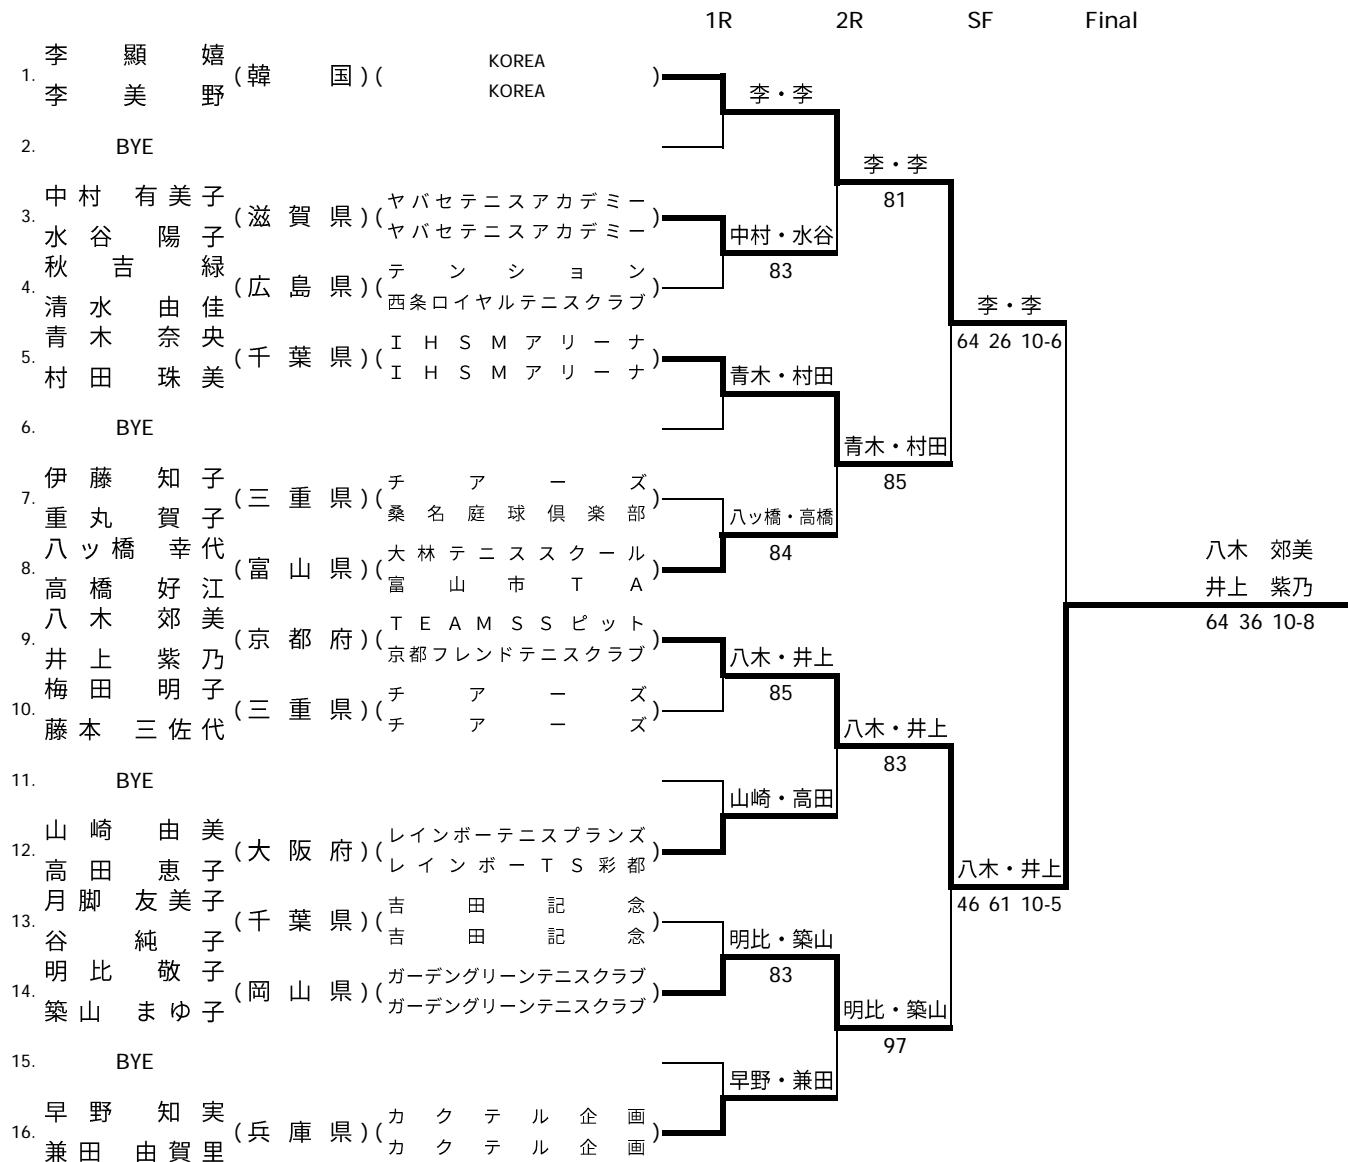 1R 2R SF Final
1. 李 顯 嬉 (韓 国)( KOREA )
李 美 野 KOREA
李・李
2. BYE
李・李
81
3. 中村 有美子 (滋賀県)(ヤバセテニスアカデミー)
水谷 陽子 ヤバセテニスアカデミー
中村・水谷
83
4. 秋吉 緑 (広島県)(テンション)
清水 由佳 西条ロイヤルテニスクラブ
李・李
64 26 10-6
5. 青木 奈央 (千葉県)(ＩＨＳＭアリーナ)
村田 珠美 ＩＨＳＭアリーナ
青木・村田
6. BYE
青木・村田
85
7. 伊藤 知子 (三重県)(チアーズ)
重丸 賀子 桑名庭球倶楽部
八ッ橋・高橋
84
8. 八ッ橋 幸代 (富山県)(大林テニススクール)
高橋 好江 富山市ＴＡ
八木 郊美
井上 紫乃
64 36 10-8
9. 八木 郊美 (京都府)(ＴＥＡＭＳＳピット)
井上 紫乃 京都フレンドテニスクラブ
八木・井上
85
10. 梅田 明子 (三重県)(チアーズ)
藤本 三佐代 チアーズ
八木・井上
83
11. BYE
山崎・高田
12. 山崎 由美 (大阪府)(レインボーテニスプランズ)
高田 恵子 レインボーＴＳ彩都
八木・井上
46 61 10-5
13. 月脚 友美子 (千葉県)(吉田記念)
谷 純子 吉田記念
明比・築山
83
14. 明比 敬子 (岡山県)(ガーデングリーンテニスクラブ)
築山 まゆ子 ガーデングリーンテニスクラブ
明比・築山
97
15. BYE
早野・兼田
16. 早野 知実 (兵庫県)(カクテル企画)
兼田 由賀里 カクテル企画